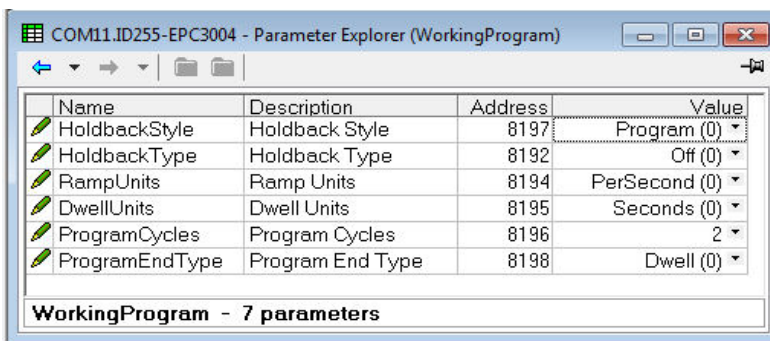 COM11.ID255-EPC3004 - Parameter Explorer (WorkingProgram)
Name Description Address Value
HoldbackStyle Holdback Style 8197 Program (0)
HoldbackType Holdback Type 8192 Off (0)
RampUnits Ramp Units 8194 PerSecond (0)
DwellUnits Dwell Units 8195 Seconds (0)
ProgramCycles Program Cycles 8196 2
ProgramEndType Program End Type 8198 Dwell (0)
WorkingProgram - 7 parameters